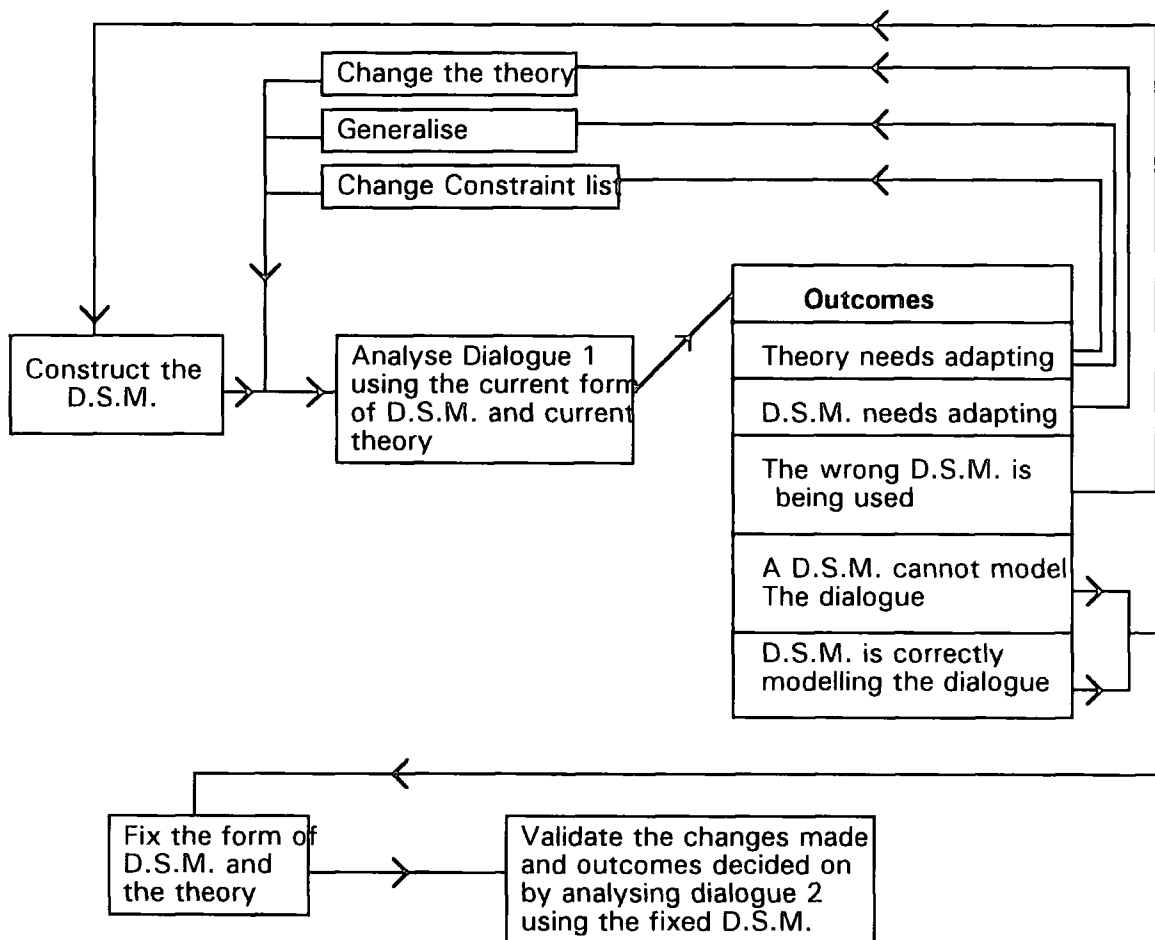 Change the theory
Generalise
Change Constraint list
Construct the
D.S.M.
Analyse Dialogue 1
using the current form
of D.S.M. and current
theory
Outcomes
Theory needs adapting
D.S.M. needs adapting
The wrong D.S.M. is
being used
A D.S.M. cannot model
The dialogue
D.S.M. is correctly
modelling the dialogue
Fix the form of
D.S.M. and
the theory
Validate the changes made
and outcomes decided on
by analysing dialogue 2
using the fixed D.S.M.